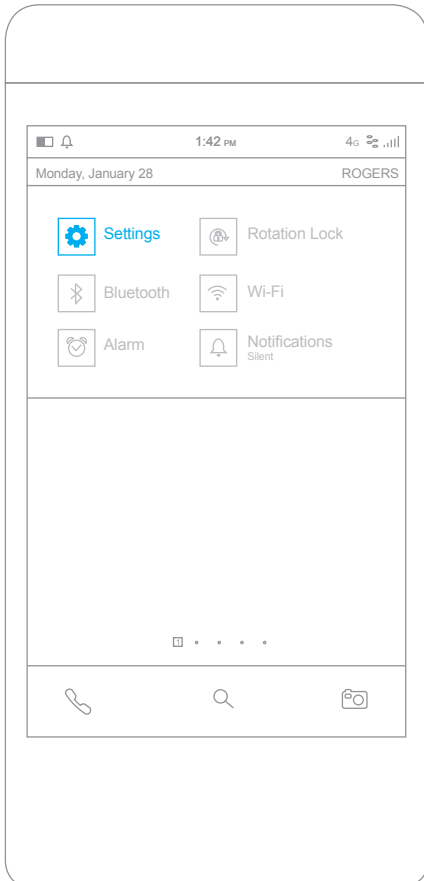 1:42 PM 4G
Monday, January 28 ROGERS
Settings Rotation Lock
Bluetooth Wi-Fi
Alarm Notifications
Silent
1